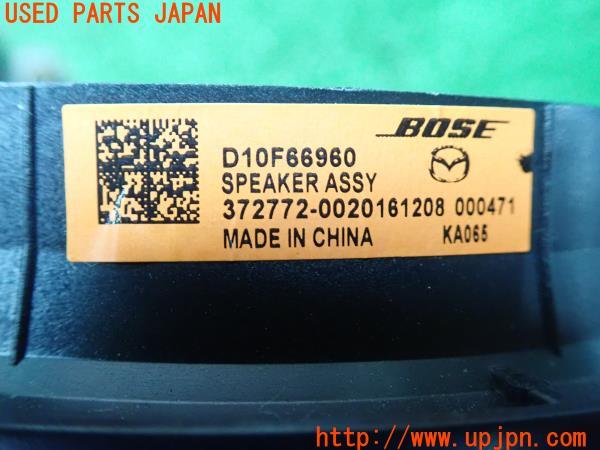 USED PARTS JAPAN
BOSE
D10F66960
SPEAKER ASSY
372772-0020161208 000471
MADE IN CHINA KA065
http://www.upjpn.com/